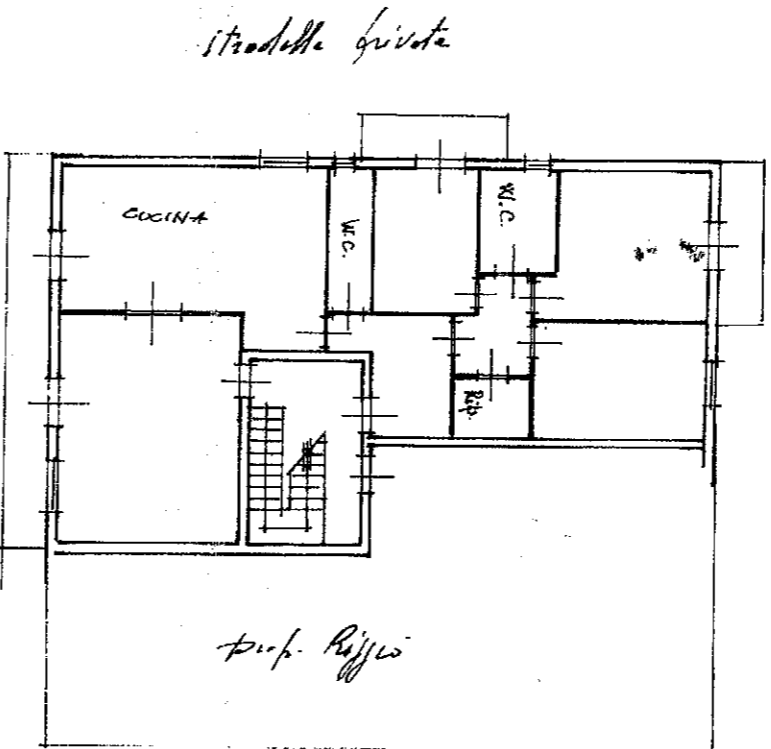 stradella privata
CUCINA
W.C.
W.C.
Rip.
prop. Riggio